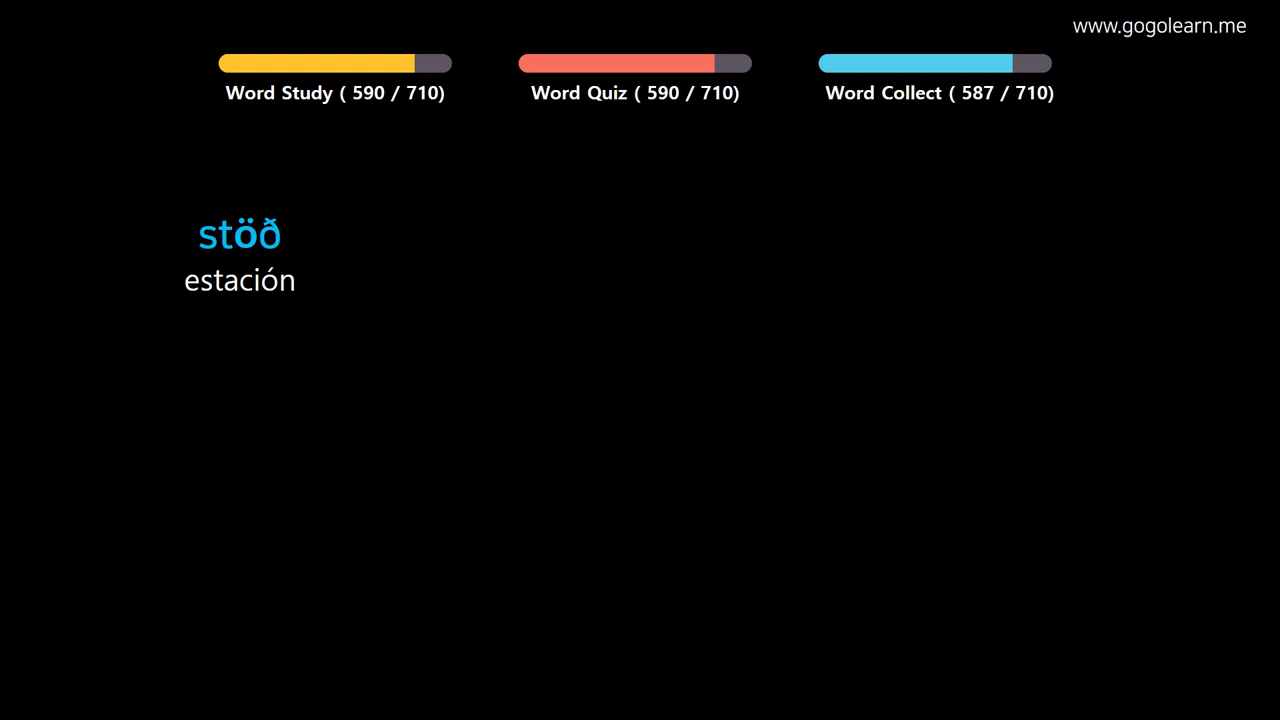 www.gogolearn.me
Word Study ( 590 / 710)
Word Quiz ( 590 / 710)
Word Collect ( 587 / 710)
stöð
estación